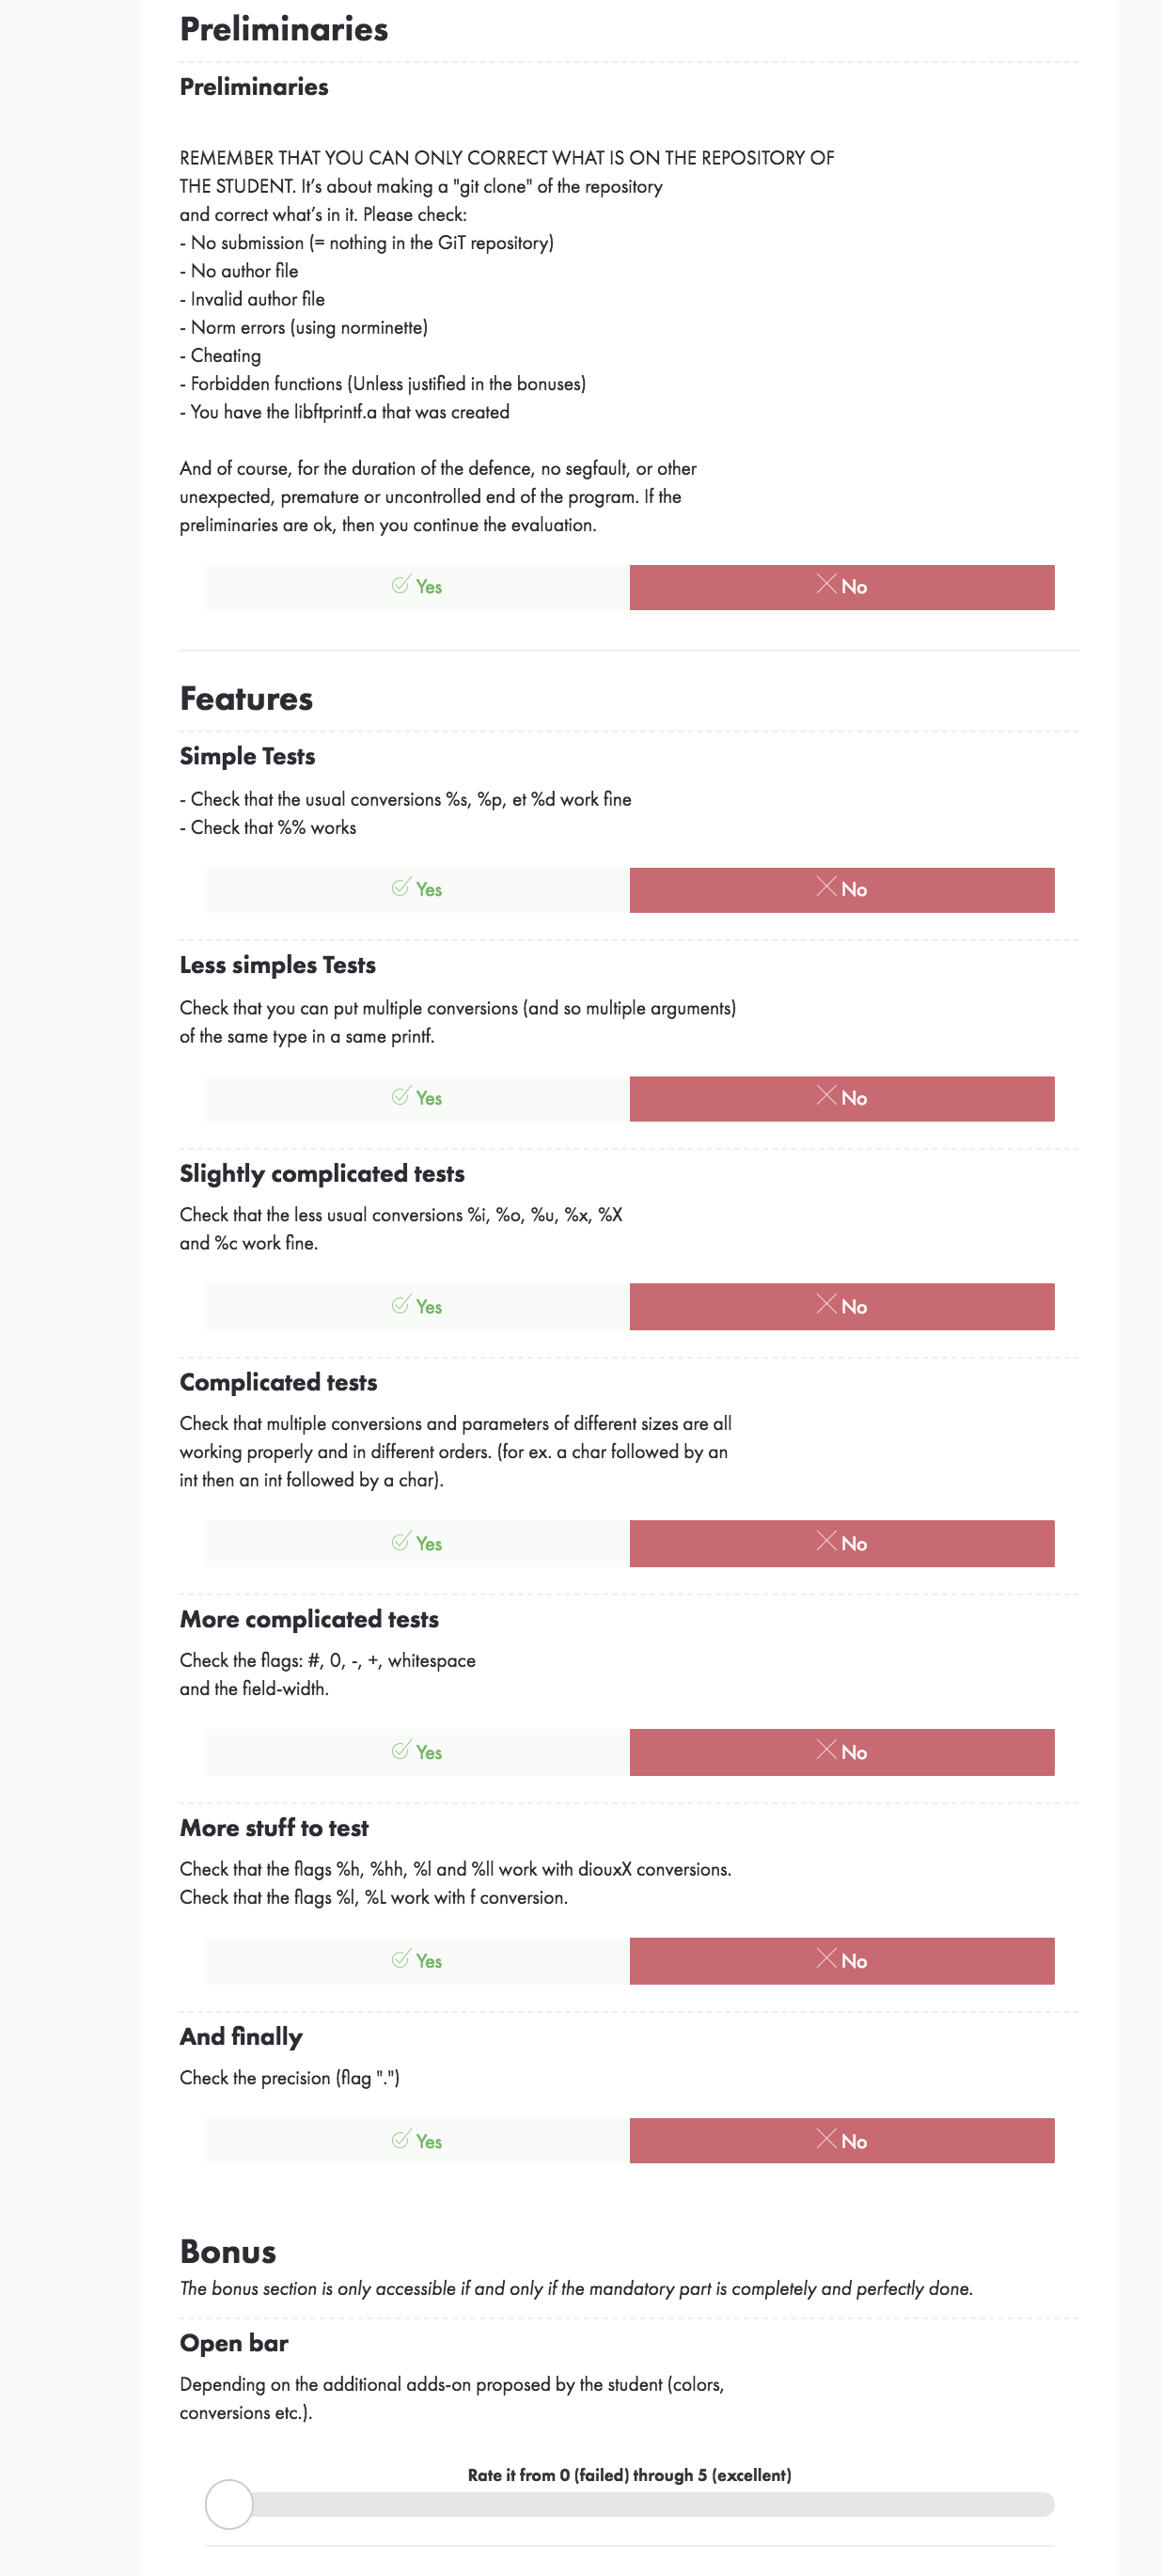 Preliminaries
Preliminaries
REMEMBER THAT YOU CAN ONLY CORRECT WHAT IS ON THE REPOSITORY OF
THE STUDENT. It’s about making a "git clone" of the repository
and correct what’s in it. Please check:
- No submission (= nothing in the GiT repository)
- No author file
- Invalid author file
- Norm errors (using norminette)
- Cheating
- Forbidden functions (Unless justified in the bonuses)
- You have the libftprintf.a that was created
And of course, for the duration of the defence, no segfault, or other
unexpected, premature or uncontrolled end of the program. If the
preliminaries are ok, then you continue the evaluation.
Yes No
Features
Simple Tests
- Check that the usual conversions %s, %p, et %d work fine
- Check that %% works
Yes No
Less simples Tests
Check that you can put multiple conversions (and so multiple arguments)
of the same type in a same printf.
Yes No
Slightly complicated tests
Check that the less usual conversions %i, %o, %u, %x, %X
and %c work fine.
Yes No
Complicated tests
Check that multiple conversions and parameters of different sizes are all
working properly and in different orders. (for ex. a char followed by an
int then an int followed by a char).
Yes No
More complicated tests
Check the flags: #, 0, -, +, whitespace
and the field-width.
Yes No
More stuff to test
Check that the flags %h, %hh, %l and %ll work with diouxX conversions.
Check that the flags %l, %L work with f conversion.
Yes No
And finally
Check the precision (flag ".")
Yes No
Bonus
The bonus section is only accessible if and only if the mandatory part is completely and perfectly done.
Open bar
Depending on the additional adds-on proposed by the student (colors,
conversions etc.).
Rate it from 0 (failed) through 5 (excellent)